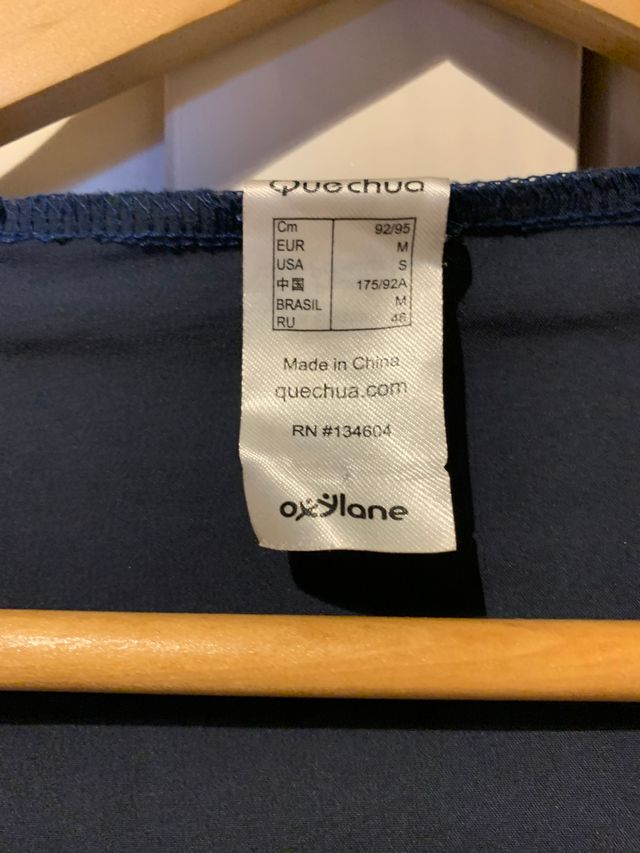 Quechua
Cm 92/95
EUR M
USA S
中国 175/92A
BRASIL M
RU 46
Made in China
quechua.com
RN #134604
oxylane